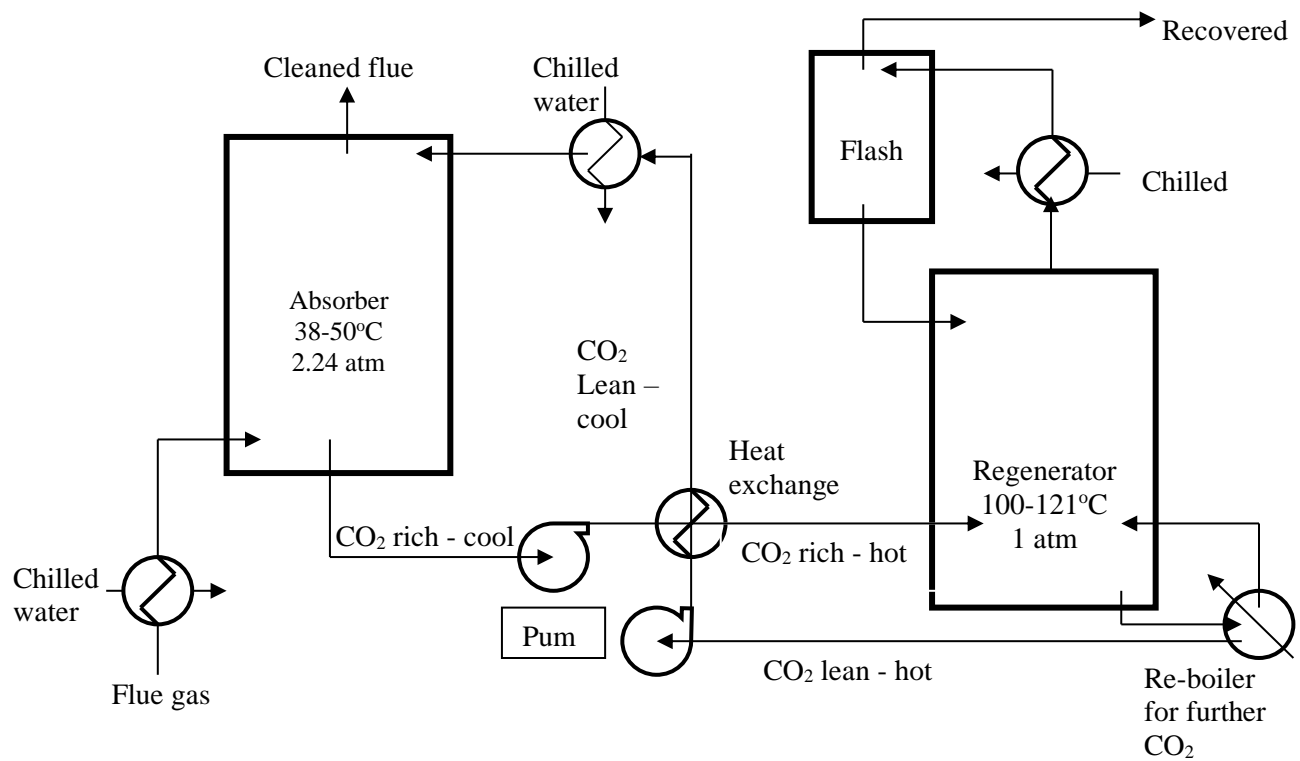 Recovered
Cleaned flue
Chilled
water
Flash
Chilled
Absorber
38-50ºC
2.24 atm
CO₂
Lean –
cool
Heat
exchange
Regenerator
100-121ºC
1 atm
CO₂ rich - cool
CO₂ rich - hot
Chilled
water
Pum
CO₂ lean - hot
Flue gas
Re-boiler
for further
CO₂